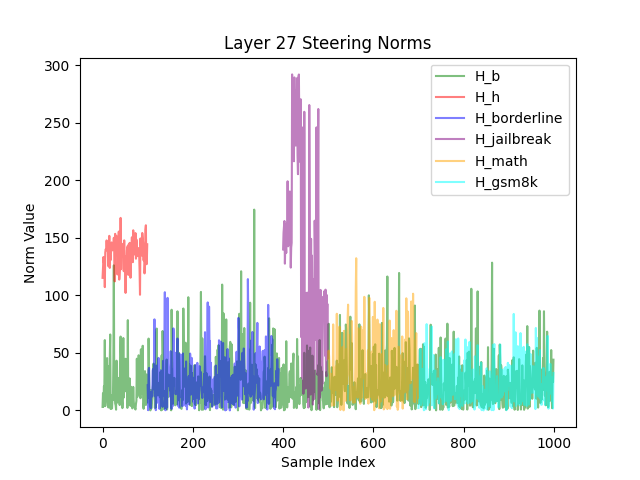 Layer 27 Steering Norms
300
250
200
150
100
50
0
Norm Value
H_b
H_h
H_borderline
H_jailbreak
H_math
H_gsm8k
0 200 400 600 800 1000
Sample Index